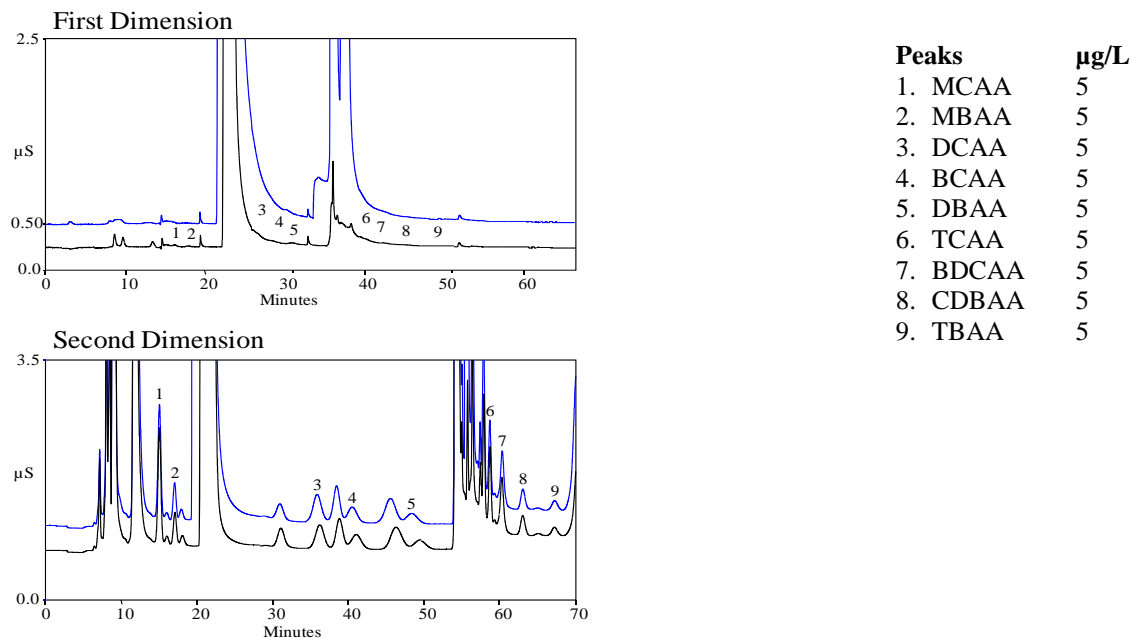 First Dimension
2.5
µS
0.50
0.0
1
2
3
4
5
6
7
8
9
0
10
20
30
40
50
60
Minutes
Second Dimension
3.5
µS
0.0
1
2
3
4
5
6
7
8
9
0
10
20
30
40
50
60
70
Minutes
Peaks µg/L
1. MCAA 5
2. MBAA 5
3. DCAA 5
4. BCAA 5
5. DBAA 5
6. TCAA 5
7. BDCAA 5
8. CDBAA 5
9. TBAA 5